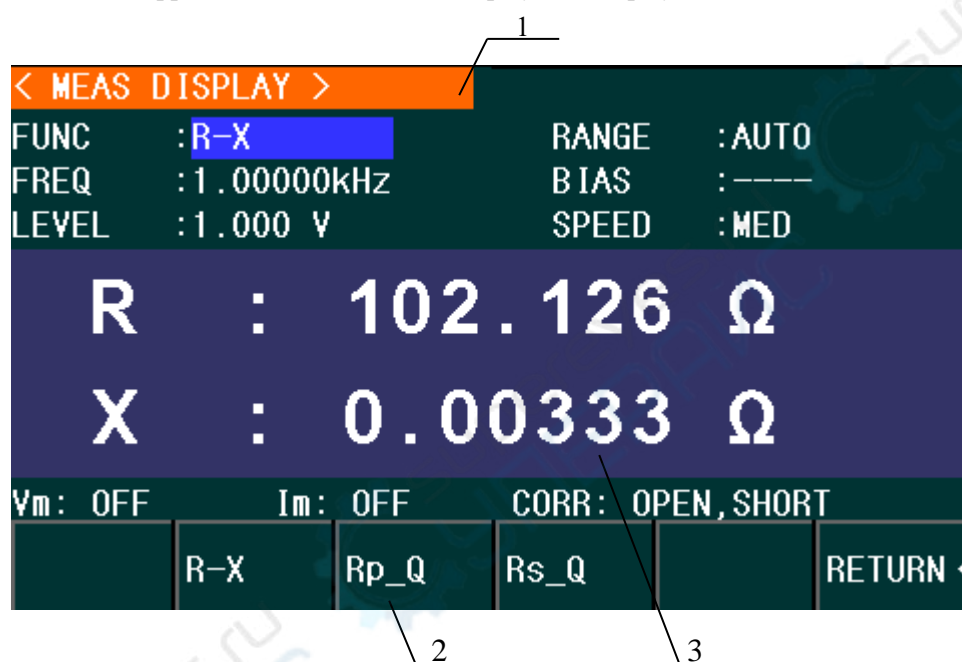 1
< MEAS DISPLAY >
FUNC :R-X RANGE :AUTO
FREQ :1.00000kHz BIAS :----
LEVEL :1.000 V SPEED :MED
R : 102.126 Ω
X : 0.00333 Ω
Vm: OFF Im: OFF CORR: OPEN,SHORT
R-X Rp_Q Rs_Q RETURN
2 3